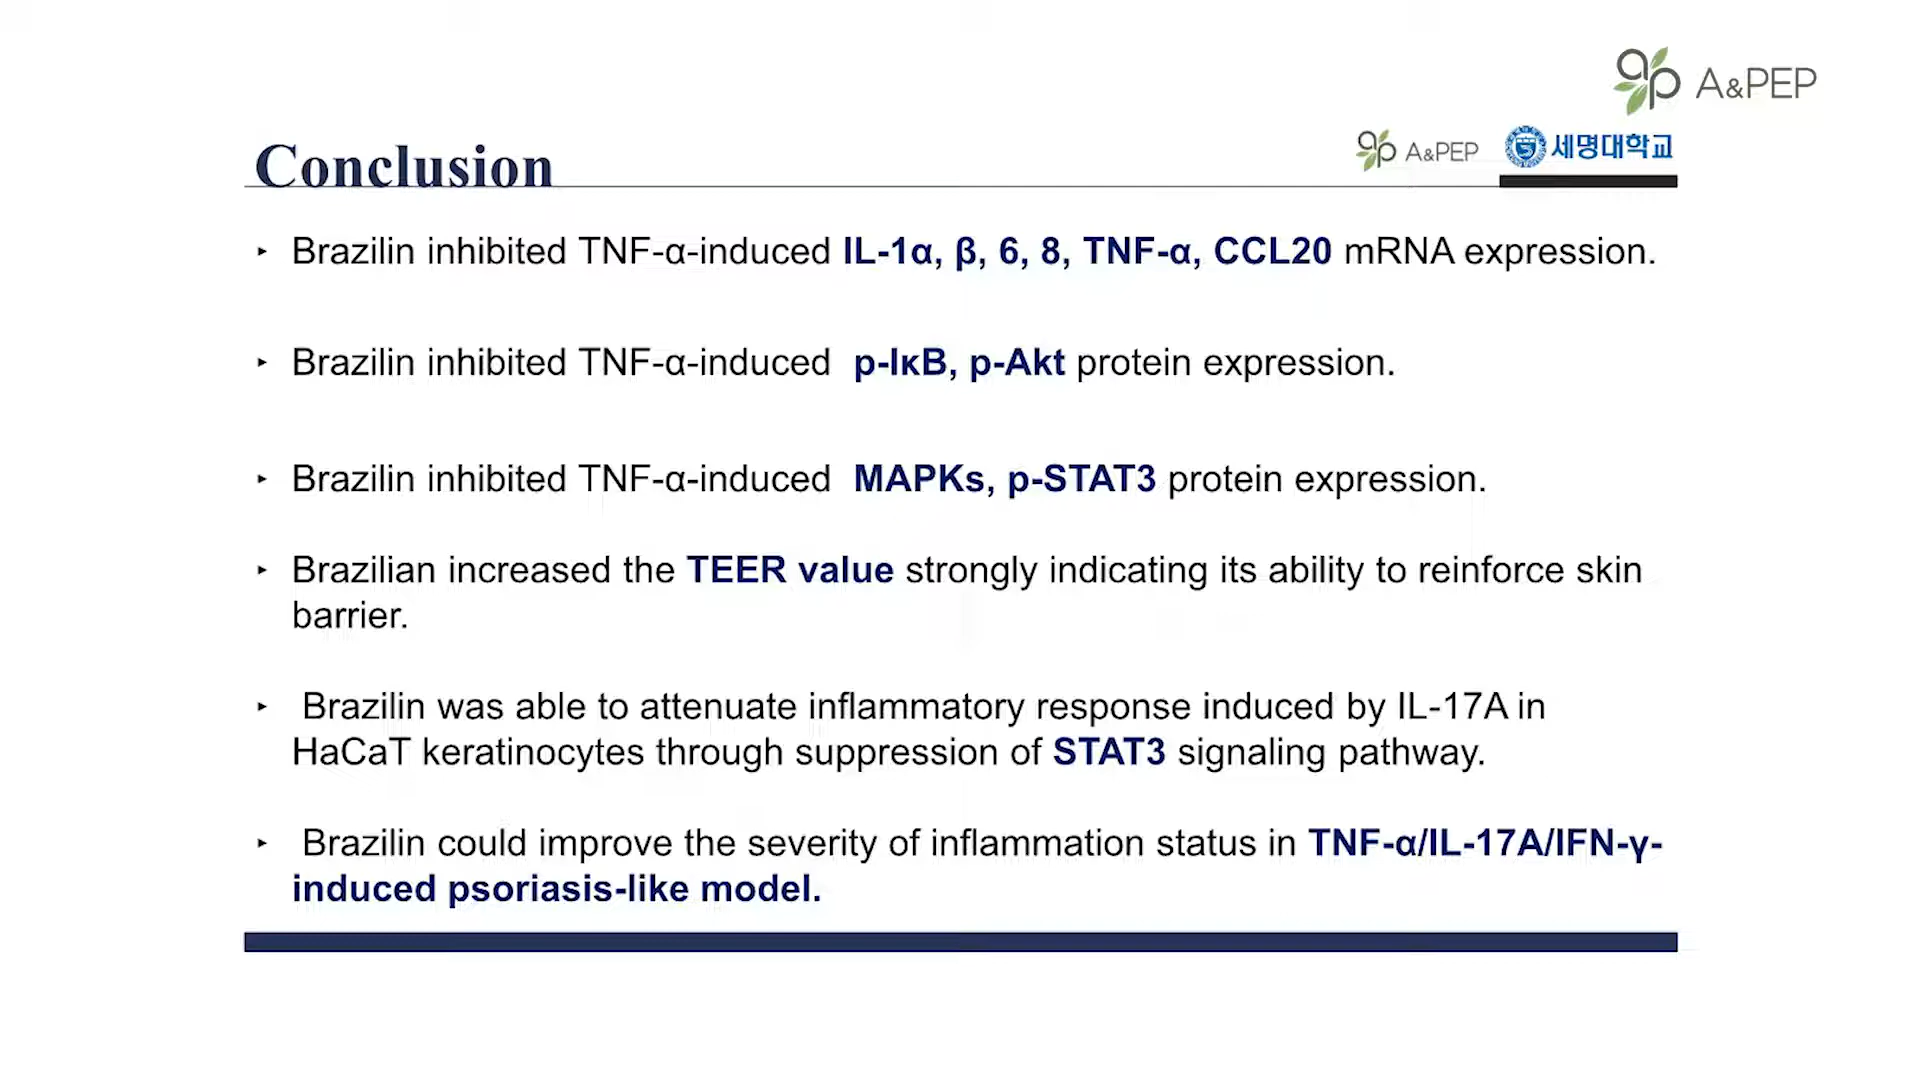 A&PEP
Conclusion
A&PEP
세명대학교
‣ Brazilin inhibited TNF-α-induced IL-1α, β, 6, 8, TNF-α, CCL20 mRNA expression.
‣ Brazilin inhibited TNF-α-induced p-IκB, p-Akt protein expression.
‣ Brazilin inhibited TNF-α-induced MAPKs, p-STAT3 protein expression.
‣ Brazilian increased the TEER value strongly indicating its ability to reinforce skin
barrier.
‣ Brazilin was able to attenuate inflammatory response induced by IL-17A in
HaCaT keratinocytes through suppression of STAT3 signaling pathway.
‣ Brazilin could improve the severity of inflammation status in TNF-α/IL-17A/IFN-γ-
induced psoriasis-like model.